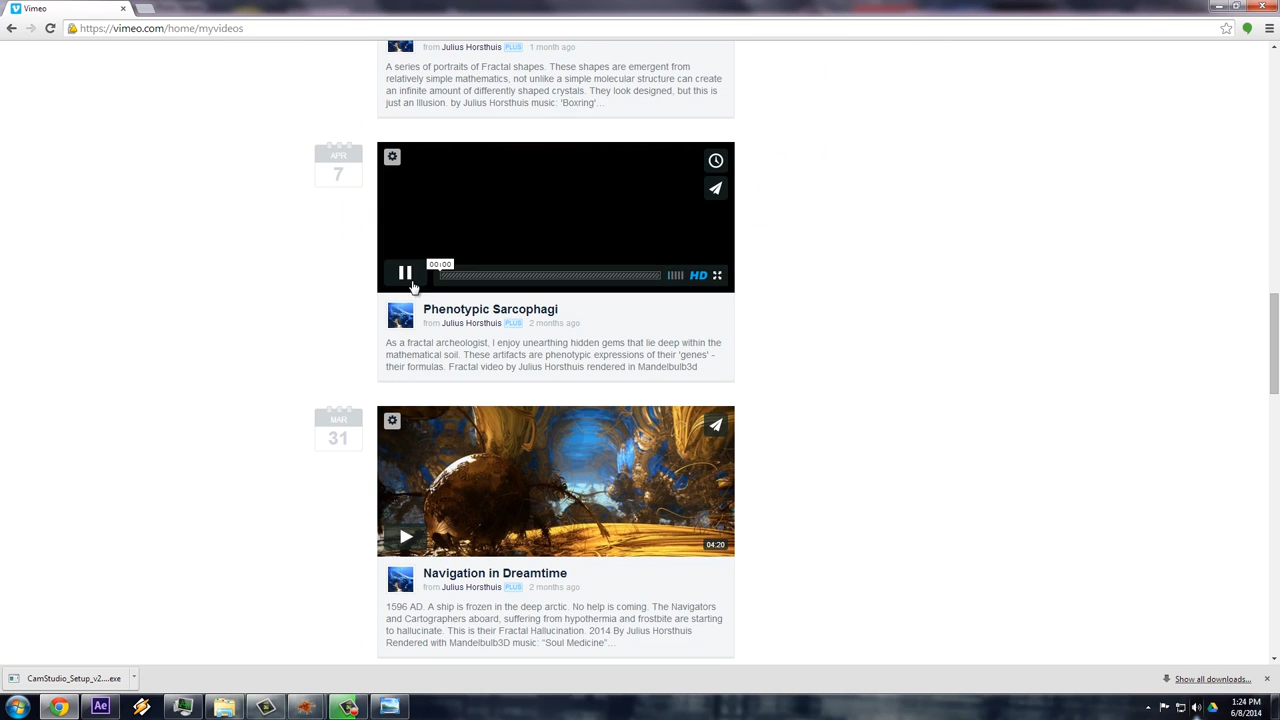 Vimeo
https://vimeo.com/home/myvideos
from Julius Horsthuis PLUS 1 month ago
A series of portraits of Fractal shapes. These shapes are emergent from
relatively simple mathematics, not unlike a simple molecular structure can create
an infinite amount of differently shaped crystals. They look designed, but this is
just an illusion. by Julius Horsthuis music: 'Boxring'...
APR
7
00:00
HD
Phenotypic Sarcophagi
from Julius Horsthuis PLUS 2 months ago
As a fractal archeologist, I enjoy unearthing hidden gems that lie deep within the
mathematical soil. These artifacts are phenotypic expressions of their 'genes' -
their formulas. Fractal video by Julius Horsthuis rendered in Mandelbulb3d
MAR
31
04:20
Navigation in Dreamtime
from Julius Horsthuis PLUS 2 months ago
1596 AD. A ship is frozen in the deep arctic. No help is coming. The Navigators
and Cartographers aboard, suffering from hypothermia and frostbite are starting
to hallucinate. This is their Fractal Hallucination. 2014 By Julius Horsthuis
Rendered with Mandelbulb3D music: "Soul Medicine"...
CamStudio_Setup_v2....exe
Show all downloads...
Ae
1:24 PM
6/8/2014